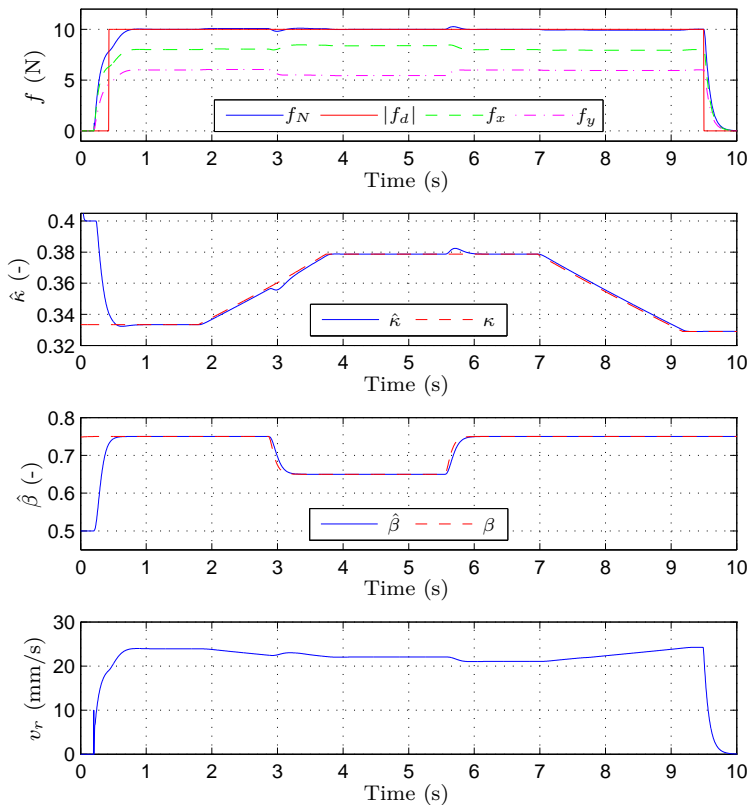 10
5
0
f (N)
f_N |f_d| f_x f_y
0 1 2 3 4 5 6 7 8 9 10
Time (s)
0.4
0.38
0.36
0.34
0.32
κ̂ (-)
κ̂ κ
0 1 2 3 4 5 6 7 8 9 10
Time (s)
0.8
0.7
0.6
0.5
β̂ (-)
β̂ β
0 1 2 3 4 5 6 7 8 9 10
Time (s)
30
20
10
0
v_r (mm/s)
0 1 2 3 4 5 6 7 8 9 10
Time (s)